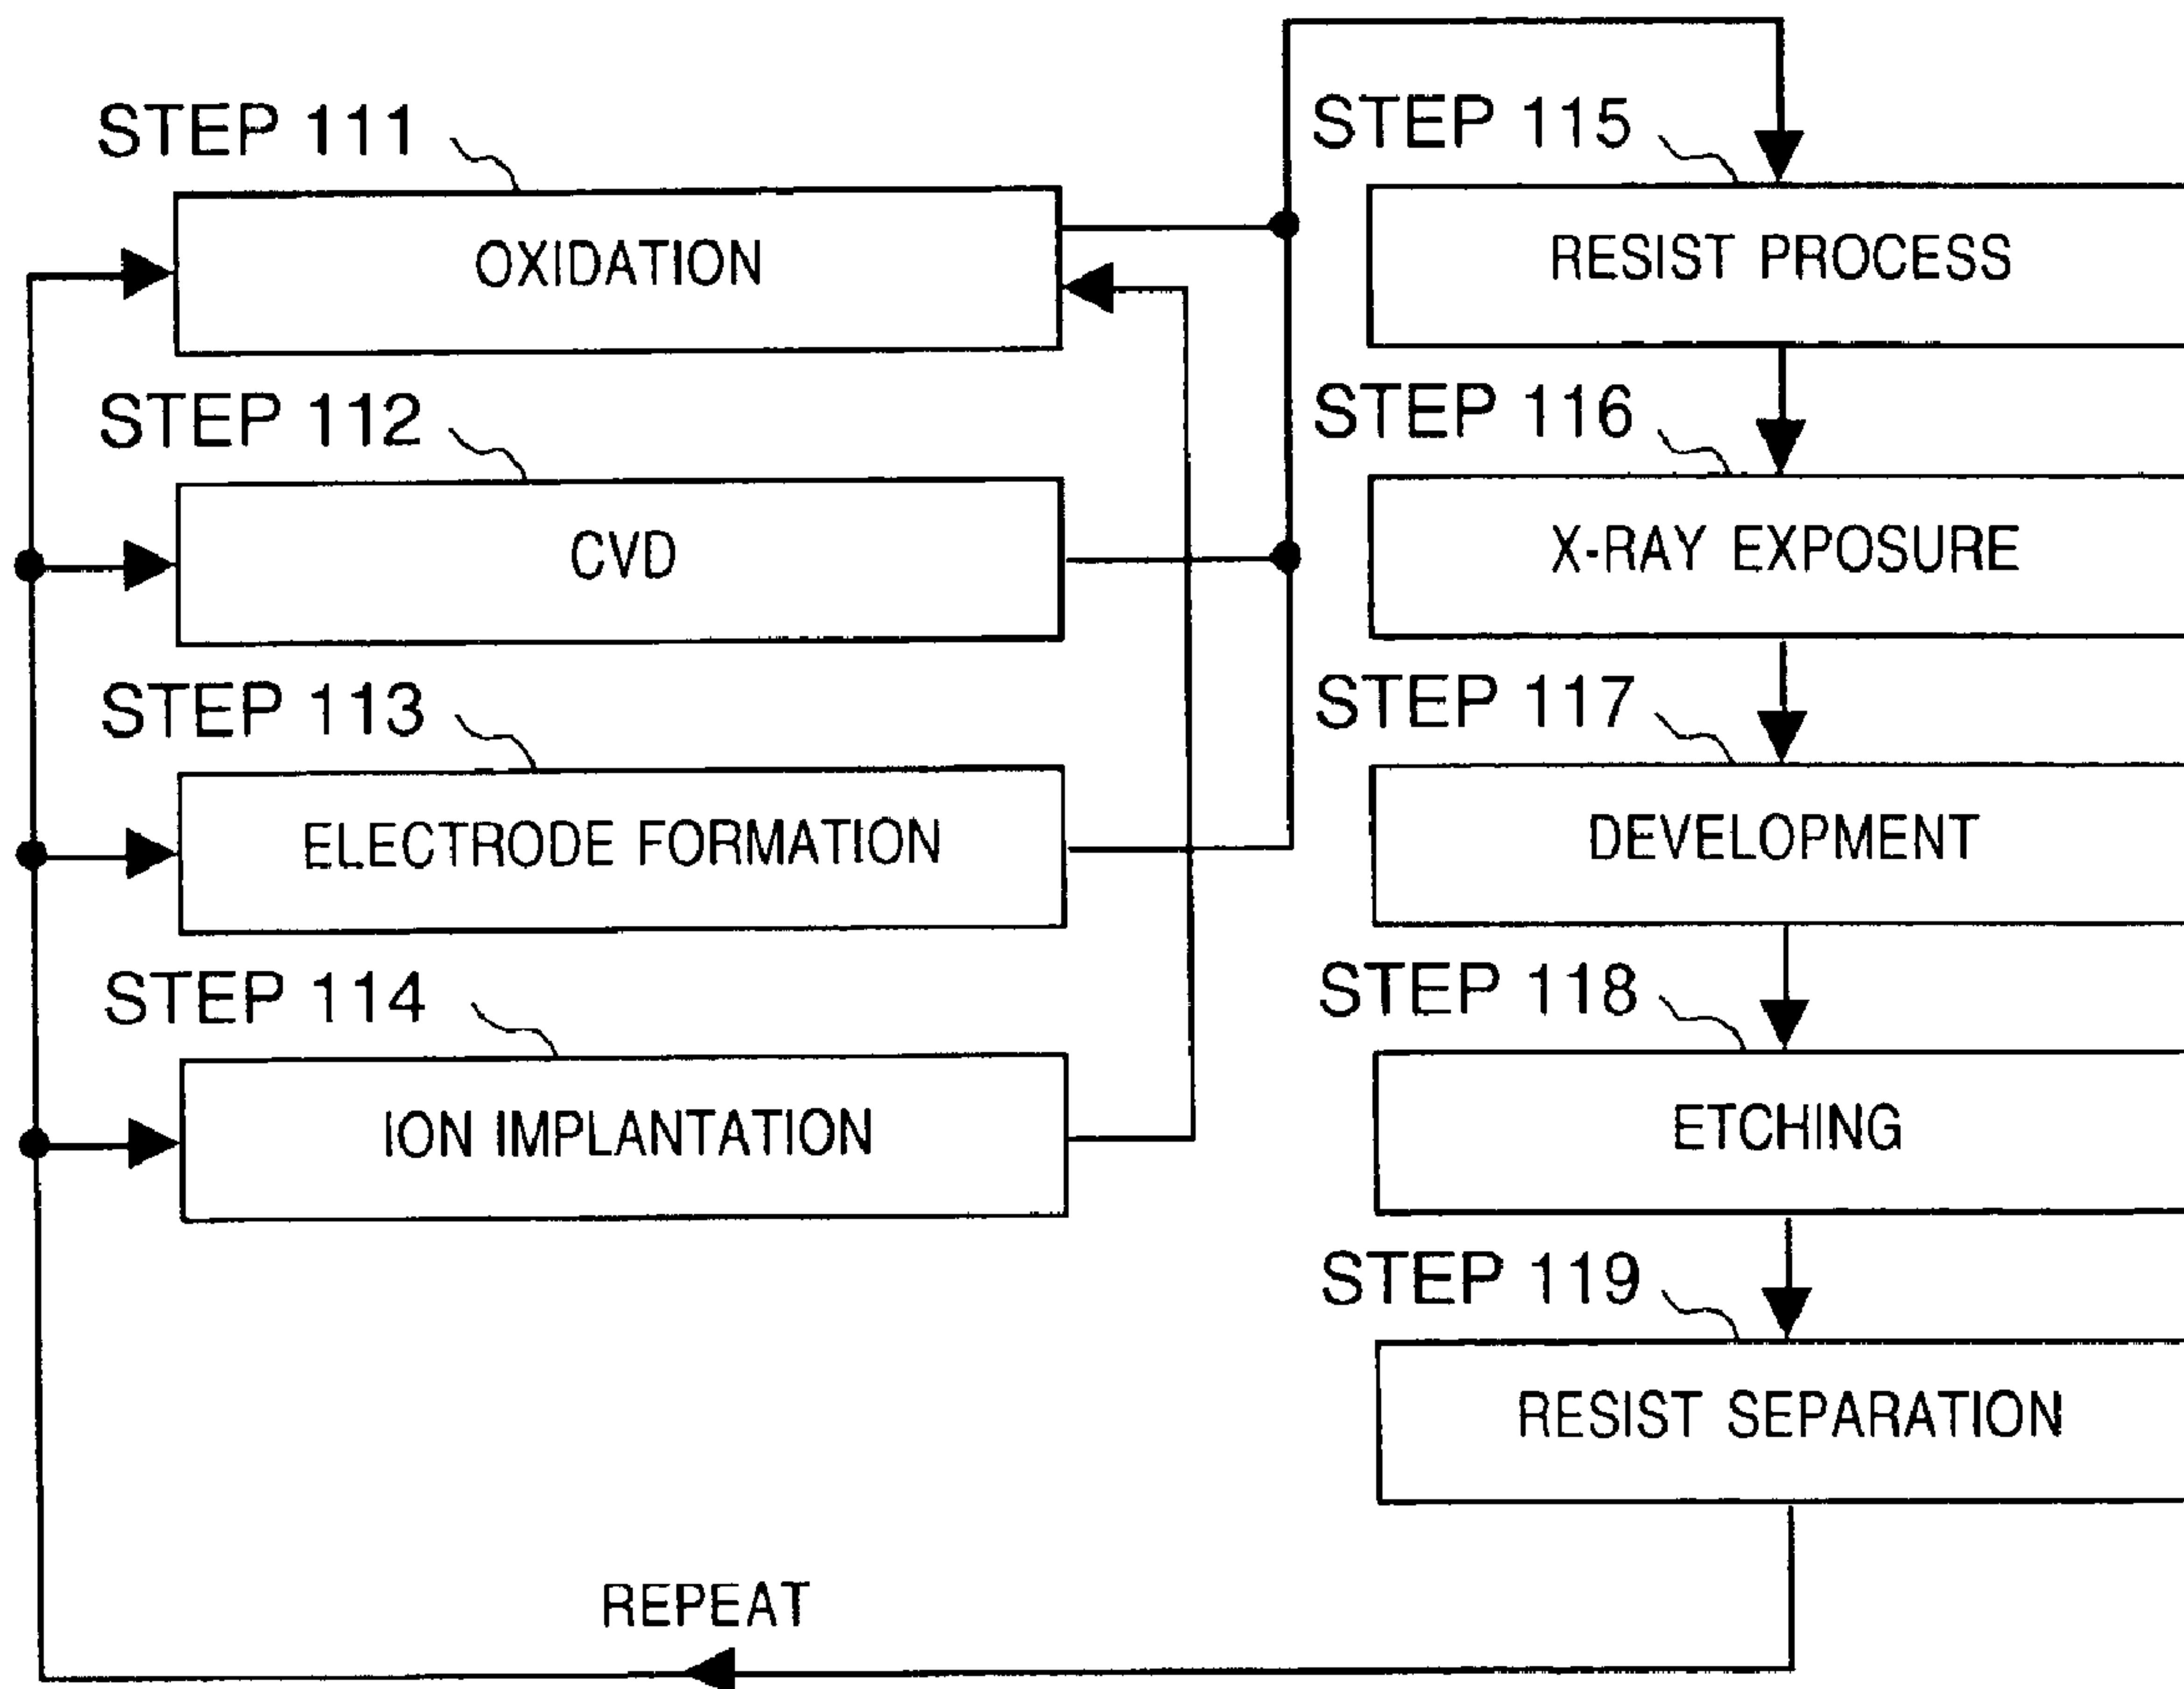 STEP 111
OXIDATION
STEP 112
CVD
STEP 113
ELECTRODE FORMATION
STEP 114
ION IMPLANTATION
STEP 115
RESIST PROCESS
STEP 116
X-RAY EXPOSURE
STEP 117
DEVELOPMENT
STEP 118
ETCHING
STEP 119
RESIST SEPARATION
REPEAT